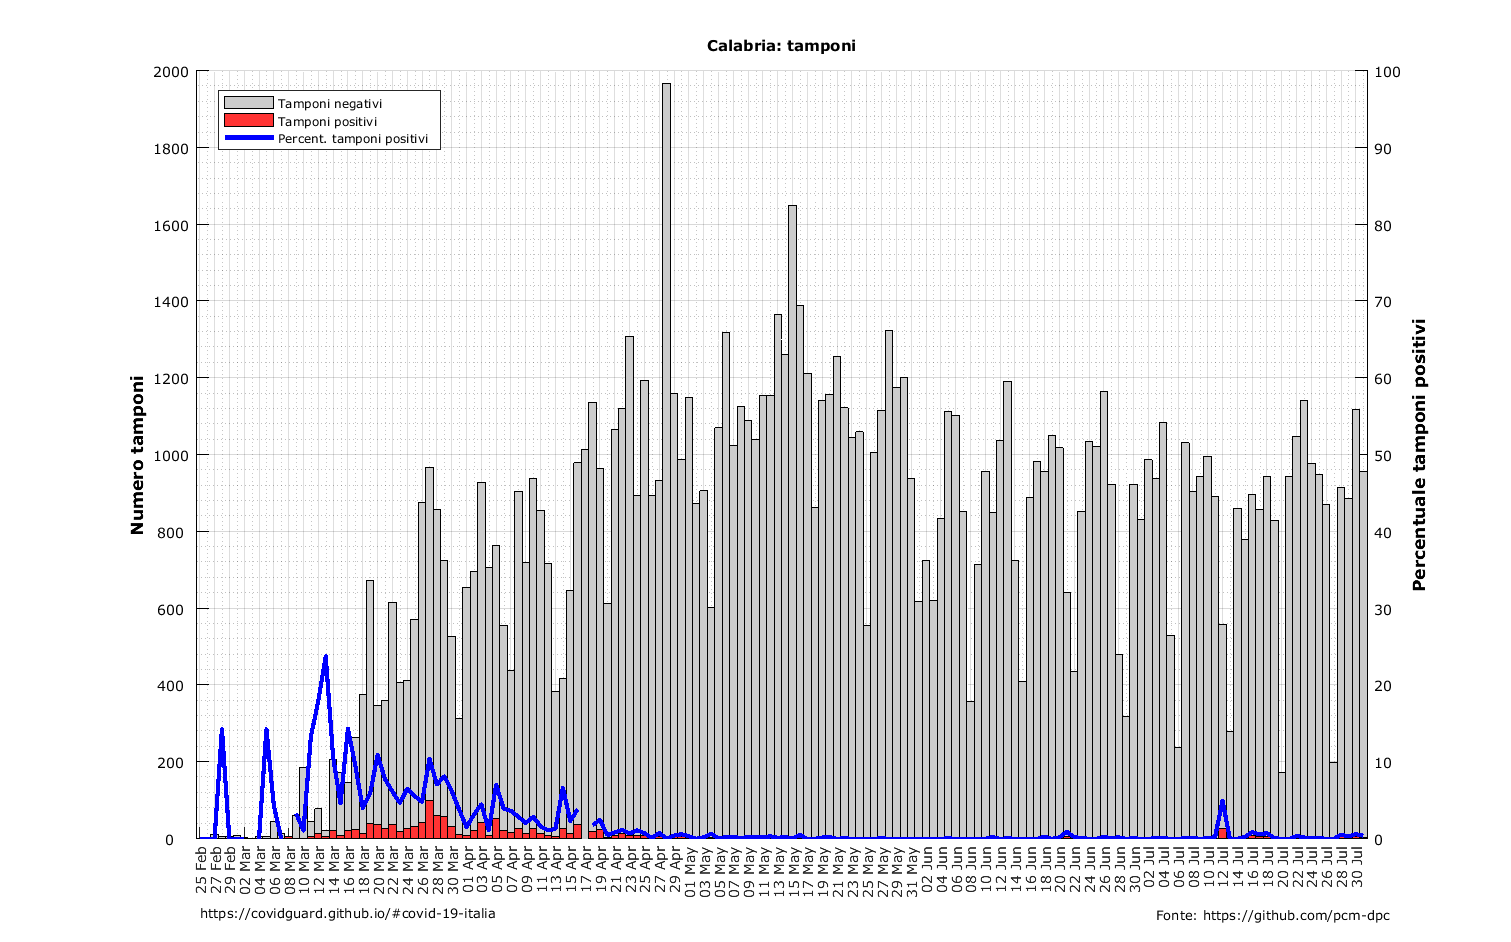 Calabria: tamponi
Tamponi negativi
Tamponi positivi
Percent. tamponi positivi
Numero tamponi
2000
1800
1600
1400
1200
1000
800
600
400
200
0
Percentuale tamponi positivi
100
90
80
70
60
50
40
30
20
10
0
25 Feb
27 Feb
29 Feb
02 Mar
04 Mar
06 Mar
08 Mar
10 Mar
12 Mar
14 Mar
16 Mar
18 Mar
20 Mar
22 Mar
24 Mar
26 Mar
28 Mar
30 Mar
01 Apr
03 Apr
05 Apr
07 Apr
09 Apr
11 Apr
13 Apr
15 Apr
17 Apr
19 Apr
21 Apr
23 Apr
25 Apr
27 Apr
29 Apr
01 May
03 May
05 May
07 May
09 May
11 May
13 May
15 May
17 May
19 May
21 May
23 May
25 May
27 May
29 May
31 May
02 Jun
04 Jun
06 Jun
08 Jun
10 Jun
12 Jun
14 Jun
16 Jun
18 Jun
20 Jun
22 Jun
24 Jun
26 Jun
28 Jun
30 Jun
02 Jul
04 Jul
06 Jul
08 Jul
10 Jul
12 Jul
14 Jul
16 Jul
18 Jul
20 Jul
22 Jul
24 Jul
26 Jul
28 Jul
30 Jul
https://covidguard.github.io/#covid-19-italia
Fonte: https://github.com/pcm-dpc